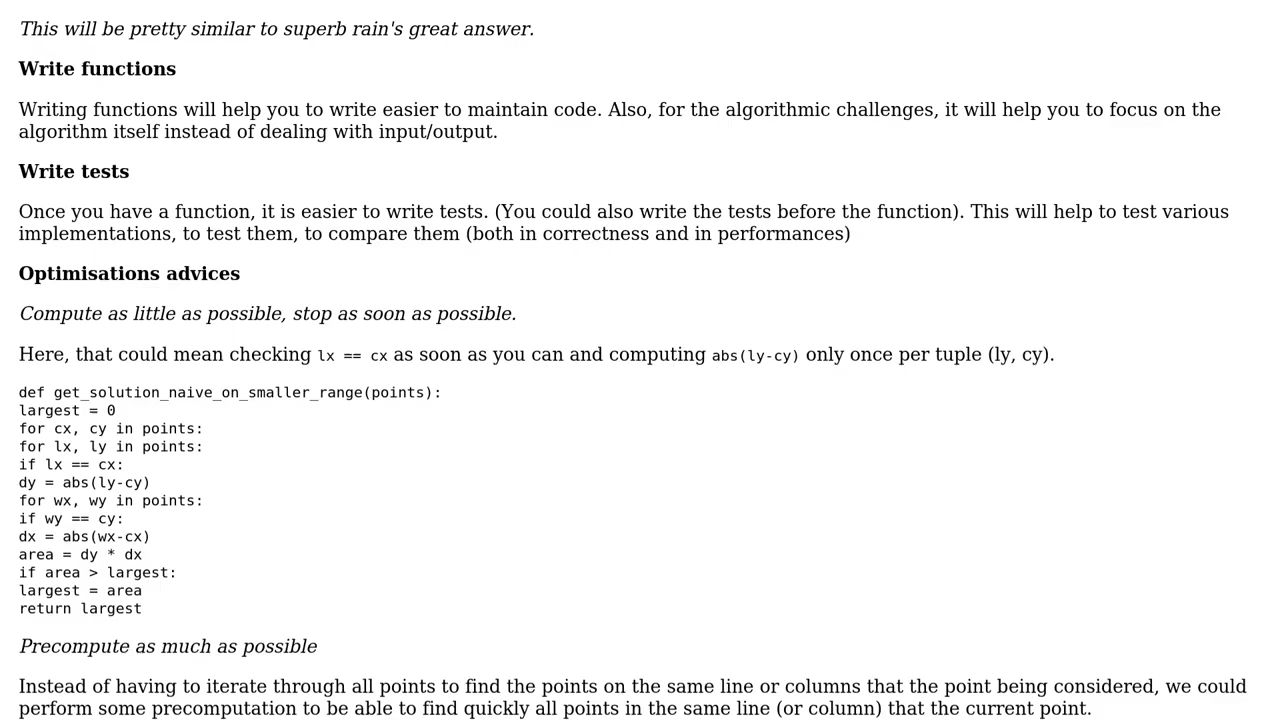 This will be pretty similar to superb rain's great answer.
Write functions
Writing functions will help you to write easier to maintain code. Also, for the algorithmic challenges, it will help you to focus on the
algorithm itself instead of dealing with input/output.
Write tests
Once you have a function, it is easier to write tests. (You could also write the tests before the function). This will help to test various
implementations, to test them, to compare them (both in correctness and in performances)
Optimisations advices
Compute as little as possible, stop as soon as possible.
Here, that could mean checking lx == cx as soon as you can and computing abs(ly-cy) only once per tuple (ly, cy).
def get_solution_naive_on_smaller_range(points):
largest = 0
for cx, cy in points:
for lx, ly in points:
if lx == cx:
dy = abs(ly-cy)
for wx, wy in points:
if wy == cy:
dx = abs(wx-cx)
area = dy * dx
if area > largest:
largest = area
return largest
Precompute as much as possible
Instead of having to iterate through all points to find the points on the same line or columns that the point being considered, we could
perform some precomputation to be able to find quickly all points in the same line (or column) that the current point.